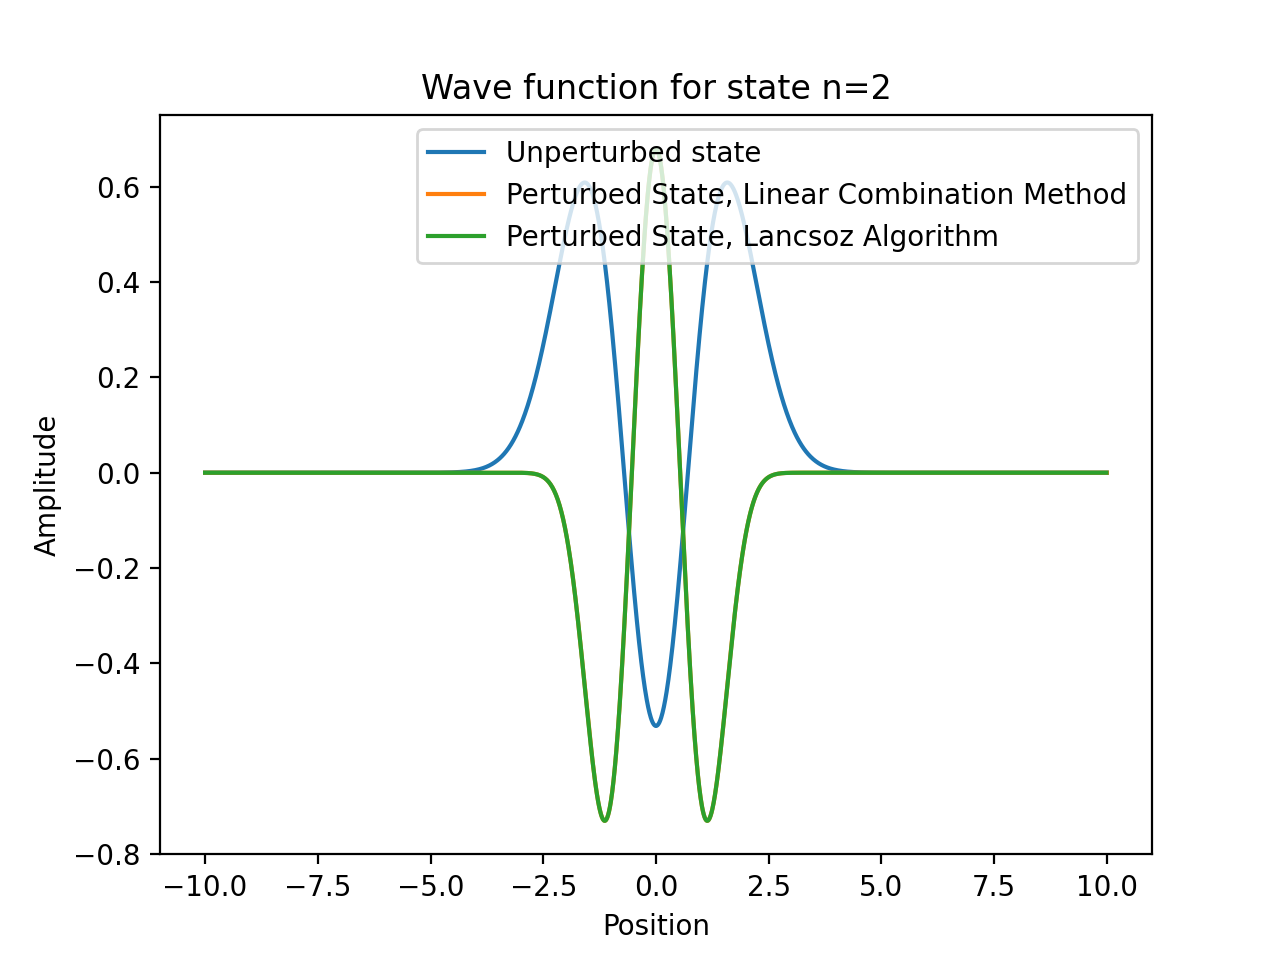 Wave function for state n=2
Unperturbed state
Perturbed State, Linear Combination Method
Perturbed State, Lancsoz Algorithm
Amplitude
0.6
0.4
0.2
0.0
−0.2
−0.4
−0.6
−0.8
−10.0 −7.5 −5.0 −2.5 0.0 2.5 5.0 7.5 10.0
Position